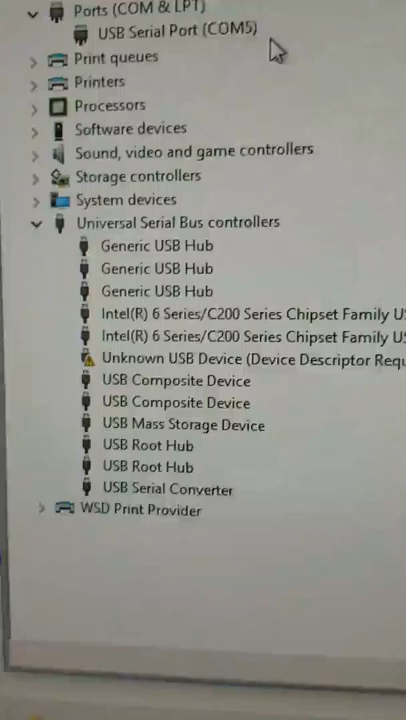 Ports (COM & LPT)
USB Serial Port (COM5)
Print queues
Printers
Processors
Software devices
Sound, video and game controllers
Storage controllers
System devices
Universal Serial Bus controllers
Generic USB Hub
Generic USB Hub
Generic USB Hub
Intel(R) 6 Series/C200 Series Chipset Family US
Intel(R) 6 Series/C200 Series Chipset Family US
Unknown USB Device (Device Descriptor Requ
USB Composite Device
USB Composite Device
USB Mass Storage Device
USB Root Hub
USB Root Hub
USB Serial Converter
WSD Print Provider